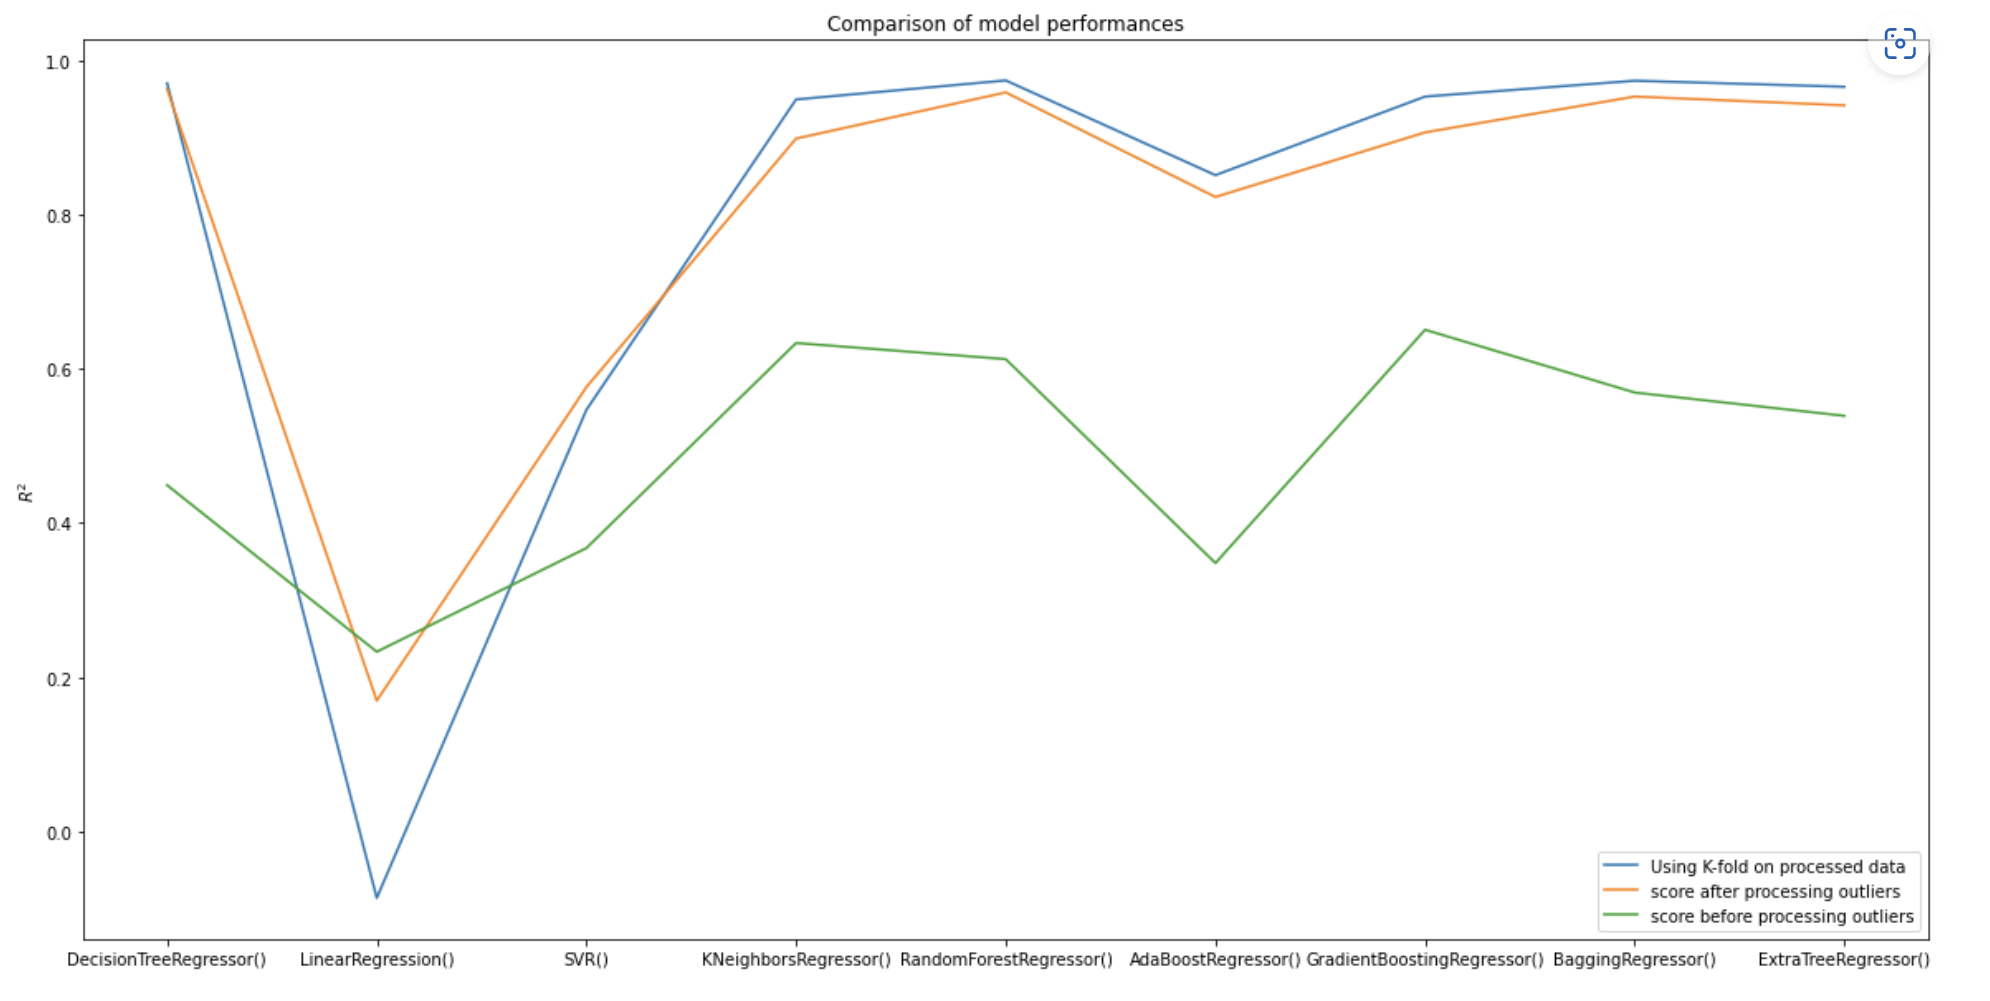 Comparison of model performances
1.0
0.8
0.6
0.4
0.2
0.0
R²
DecisionTreeRegressor() LinearRegression() SVR() KNeighborsRegressor() RandomForestRegressor() AdaBoostRegressor() GradientBoostingRegressor() BaggingRegressor() ExtraTreeRegressor()
Using K-fold on processed data
score after processing outliers
score before processing outliers